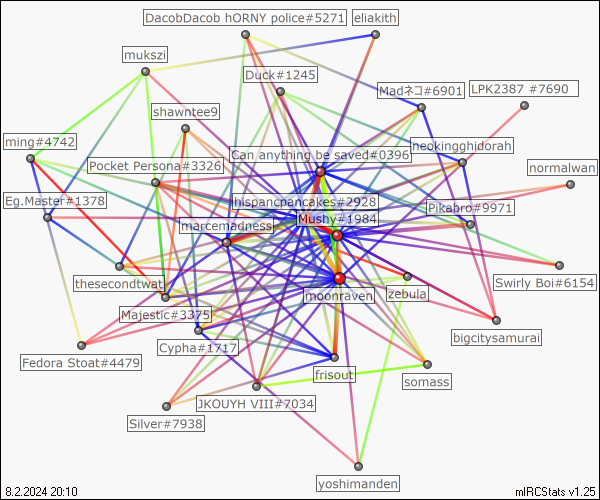 DacobDacob hORNY police#5271
eliakith
mukszi
Duck#1245
Madネコ#6901
LPK2387 #7690
shawntee9
ming#4742
neokingghidorah
Can anything be saved#0396
Pocket Persona#3326
normalwan
Eg.Master#1378
hispancpancakes#2928
Pikabro#9971
Mushy#1984
marcemadness
thesecondtwat
Swirly Boi#6154
moonraven
zebula
Majestic#3375
bigcitysamurai
Cypha#1717
Fedora Stoat#4479
frisout
somass
JKOUYH VIII#7034
Silver#7938
yoshimanden
8.2.2024 20:10
mIRCStats v1.25